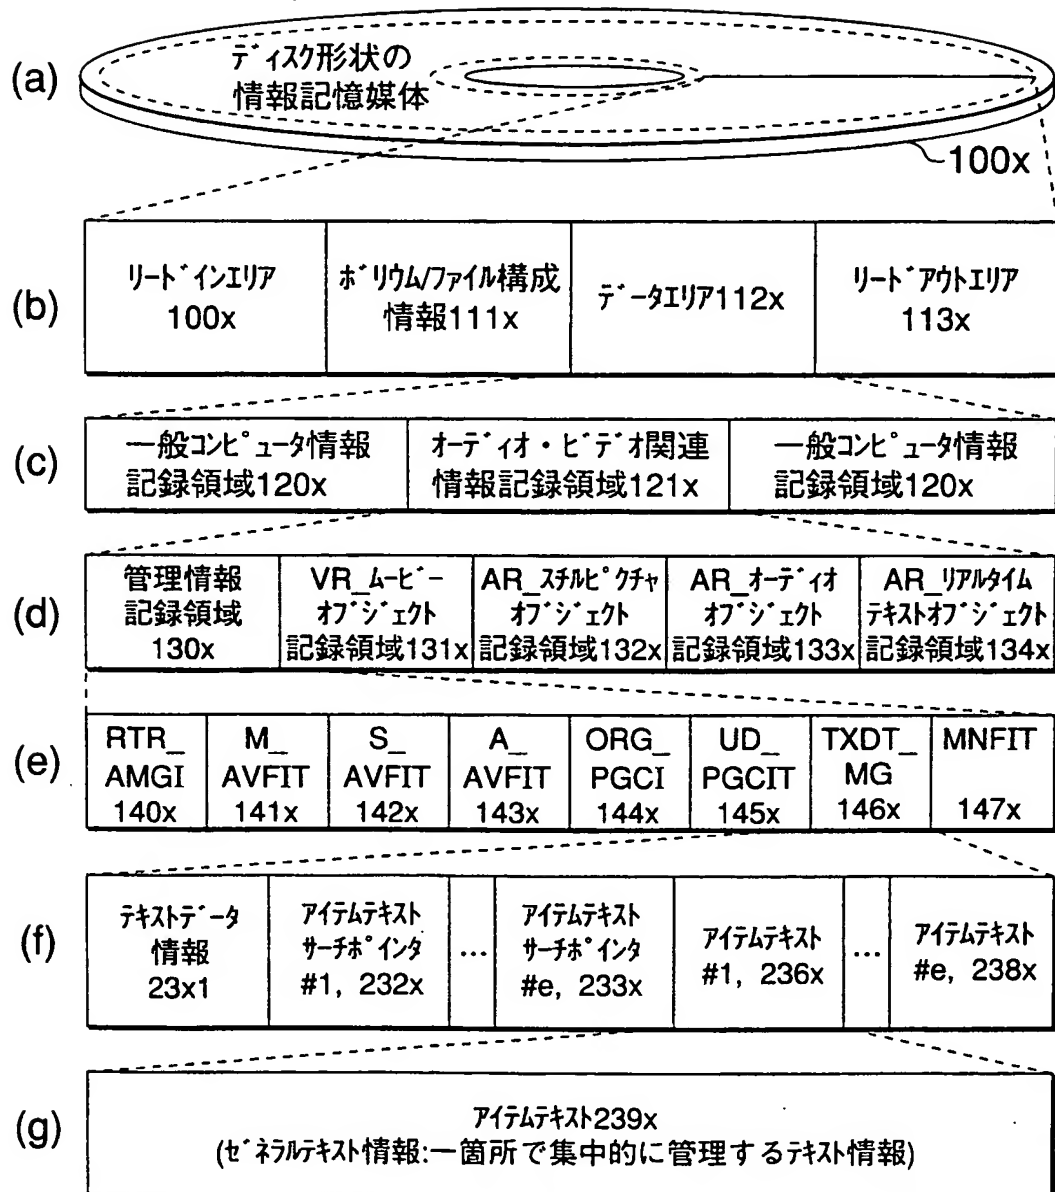 (a)
ディスク形状の
情報記憶媒体
100x
(b)
リードインエリア
100x
ボリウム/ファイル構成
情報111x
データエリア112x
リードアウトエリア
113x
(c)
一般コンピュータ情報
記録領域120x
オーディオ・ビデオ関連
情報記録領域121x
一般コンピュータ情報
記録領域120x
(d)
管理情報
記録領域
130x
VR_ムービー
オブジェクト
記録領域131x
AR_スチルピクチャ
オブジェクト
記録領域132x
AR_オーディオ
オブジェクト
記録領域133x
AR_リアルタイム
テキストオブジェクト
記録領域134x
(e)
RTR_
AMGI
140x
M_
AVFIT
141x
S_
AVFIT
142x
A_
AVFIT
143x
ORG_
PGCI
144x
UD_
PGCIT
145x
TXDT_
MG
146x
MNFIT
147x
(f)
テキストデータ
情報
23x1
アイテムテキスト
サーチポインタ
#1, 232x
...
アイテムテキスト
サーチポインタ
#e, 233x
アイテムテキスト
#1, 236x
...
アイテムテキスト
#e, 238x
(g)
アイテムテキスト239x
(ゼネラルテキスト情報:一箇所で集中的に管理するテキスト情報)